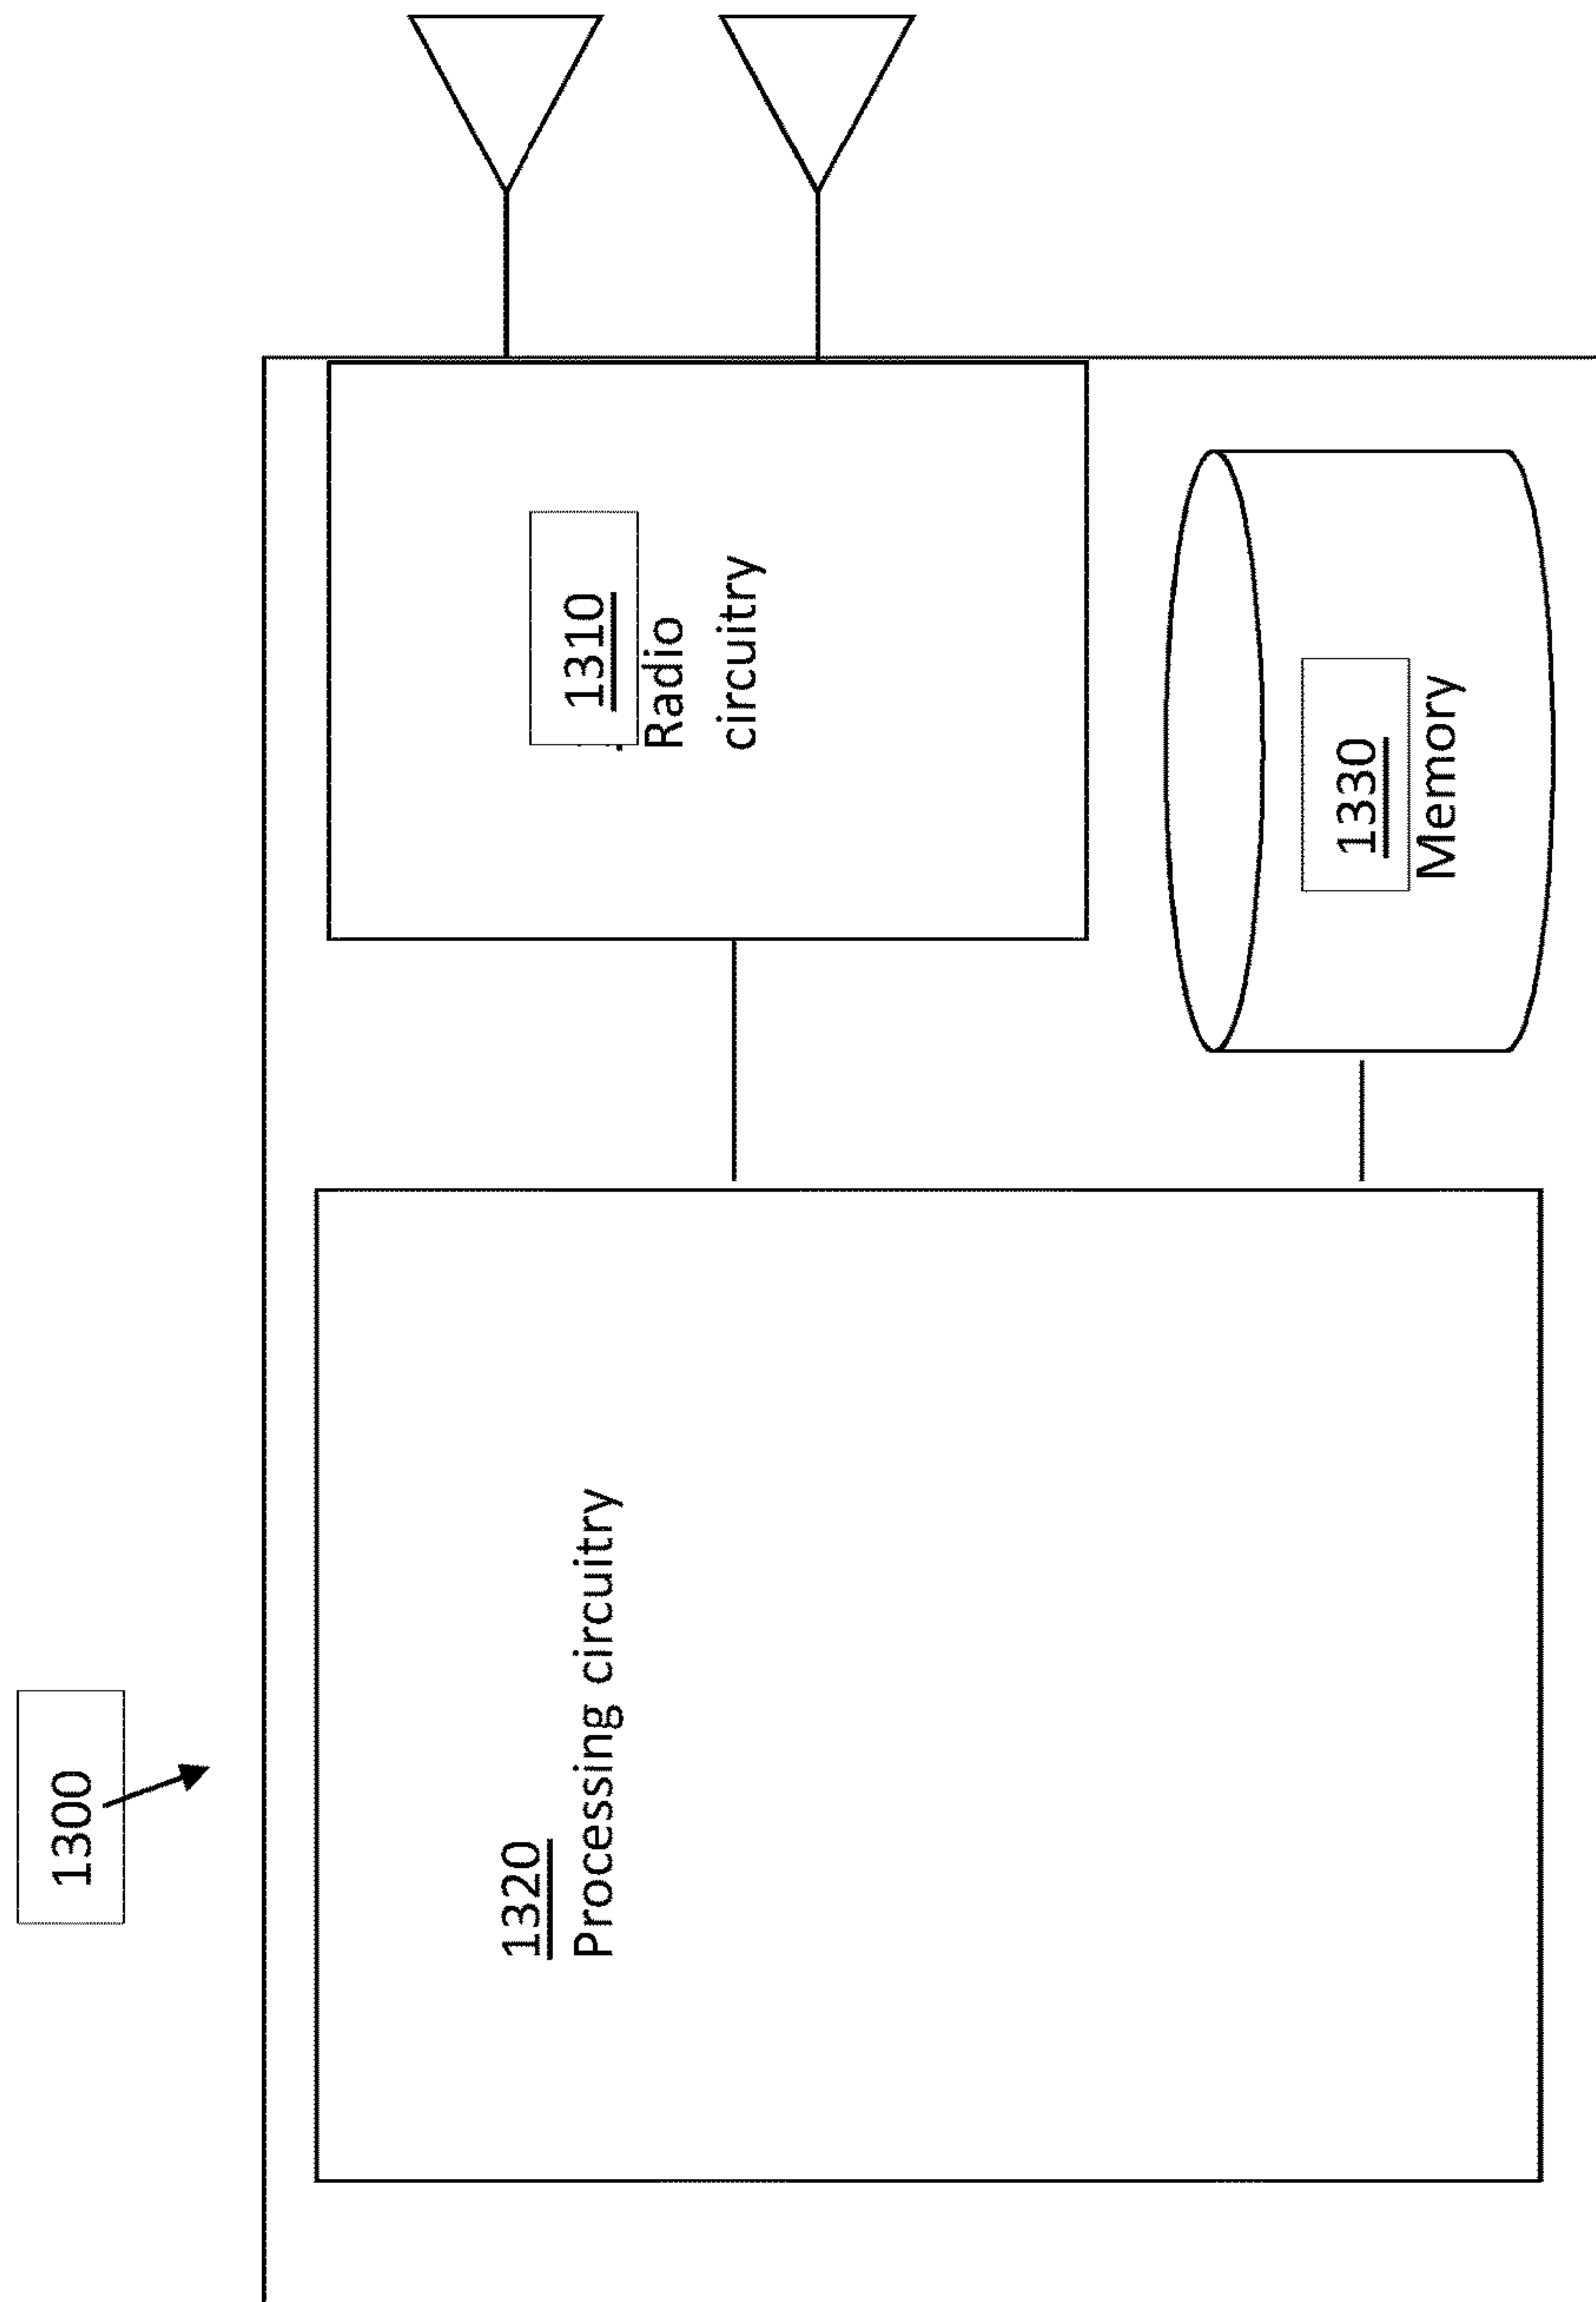 1300
1320
Processing circuitry
1310
Radio
circuitry
1330
Memory